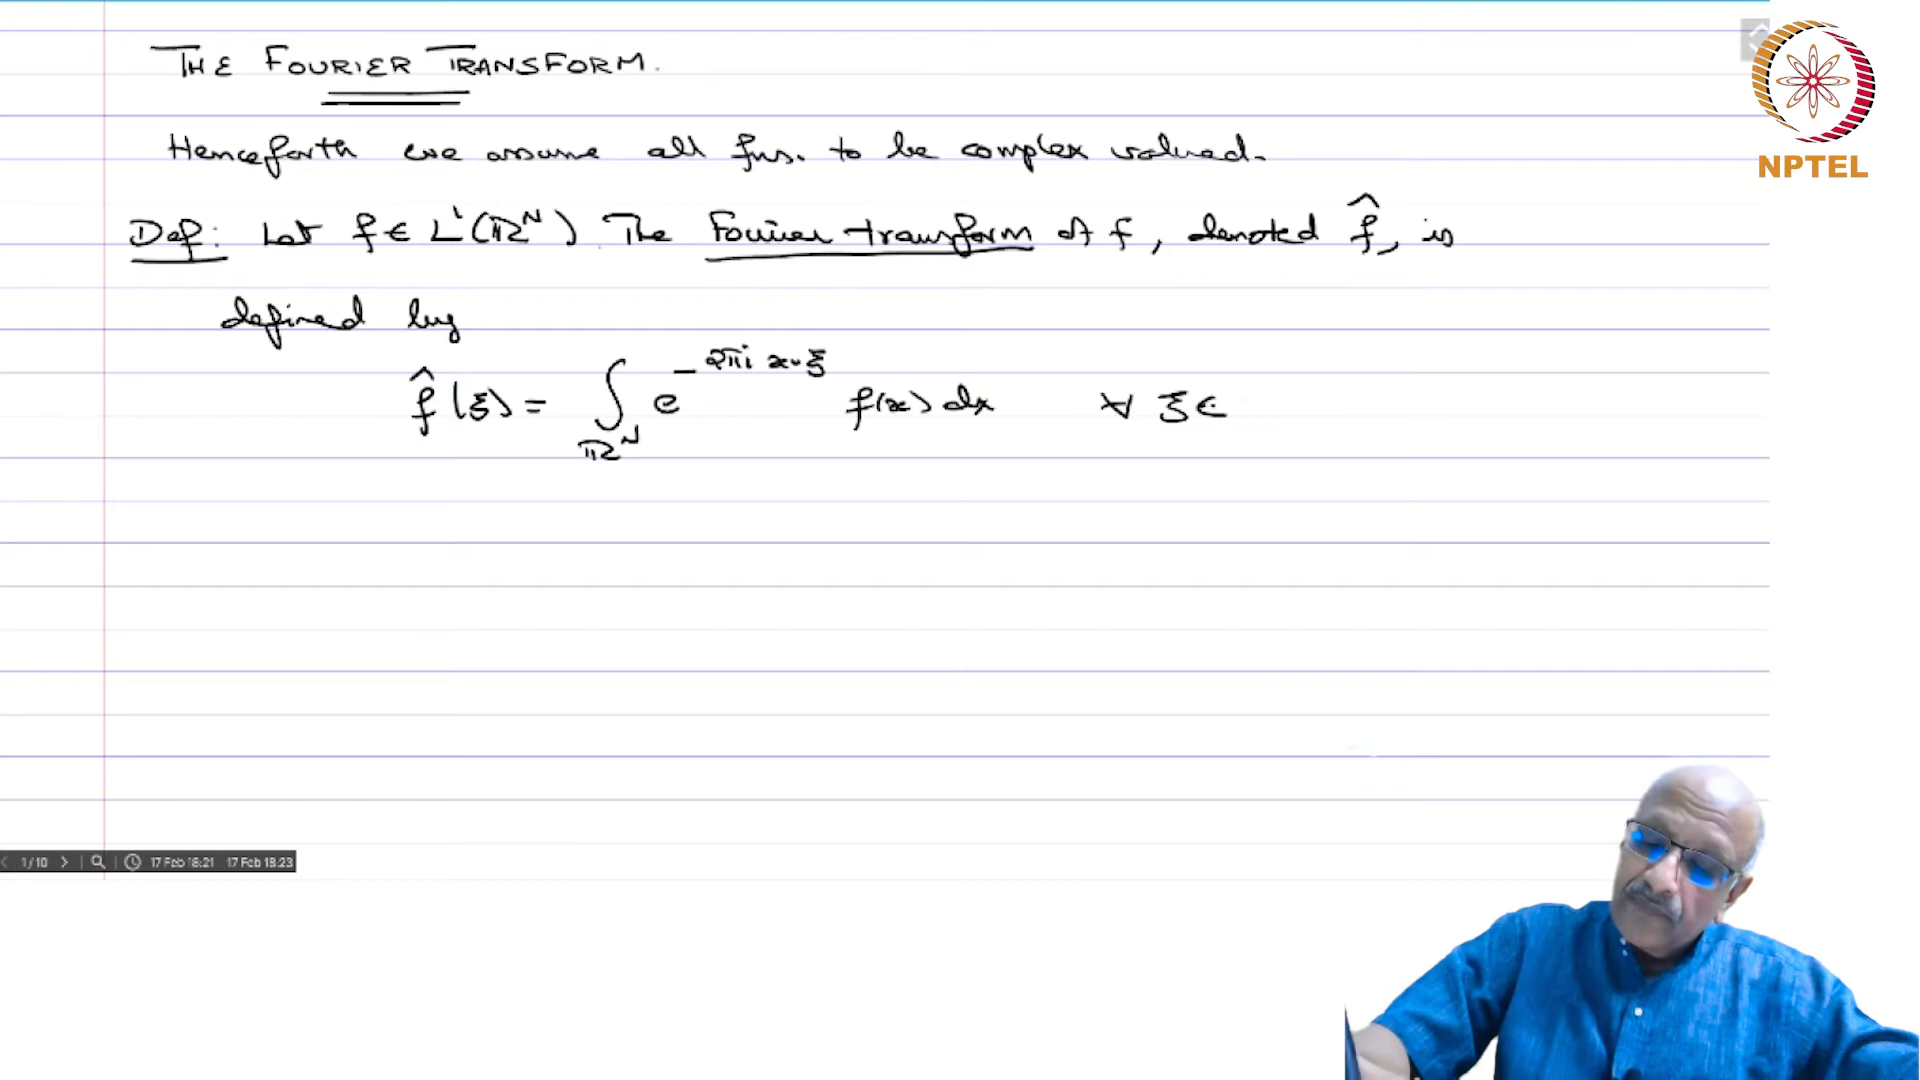 THE FOURIER TRANSFORM.
Henceforth we assume all fns. to be complex valued.
Def: Let f ∈ L¹(ℝᴺ). The Fourier transform of f, denoted f̂, is
defined by
f̂(ξ) = ∫_{ℝᴺ} e^{-2πi x·ξ} f(x) dx ∀ ξ ∈
NPTEL
1/10 17 Feb 18:21 17 Feb 18:23